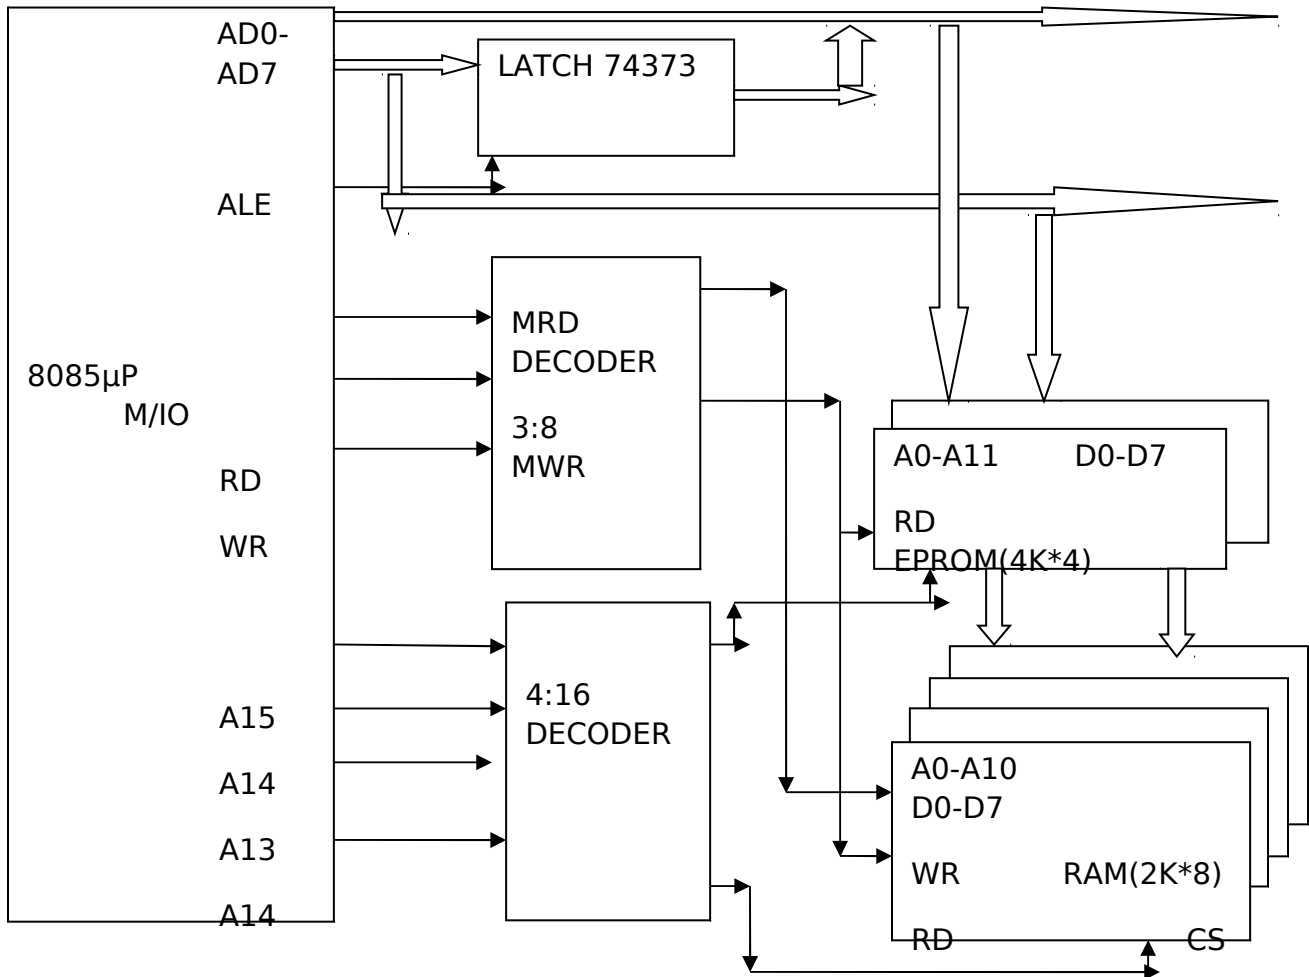 AD0-
AD7
LATCH 74373
ALE
8085µP
M/IO
RD
WR
MRD
DECODER
3:8
MWR
A0-A11 D0-D7
RD
EPROM(4K*4)
A15
A14
A13
A14
4:16
DECODER
A0-A10
D0-D7
WR RAM(2K*8)
RD CS